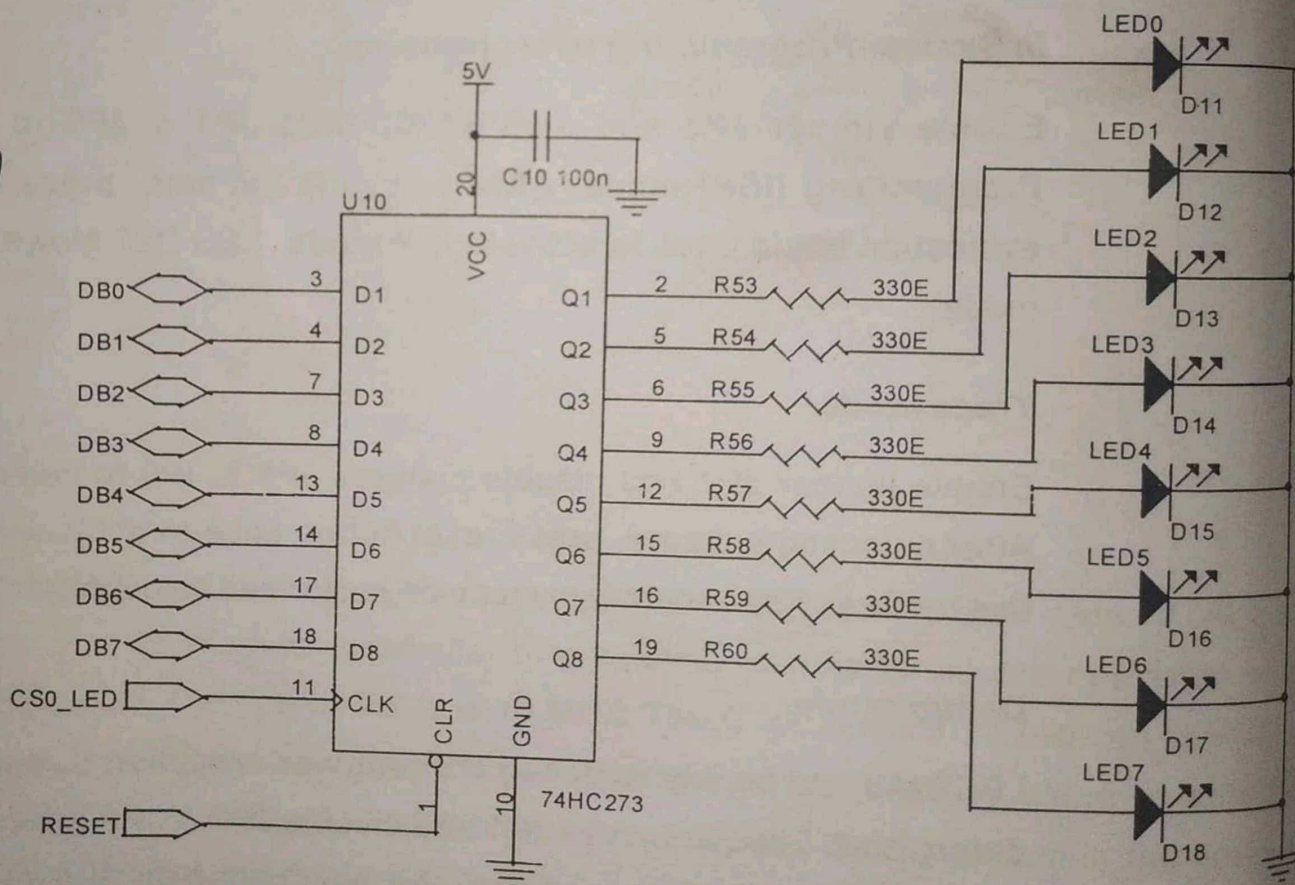 LED0
D11
5V
C10 100n
20
LED1
D12
U10
VCC
LED2
D13
DB0 3 D1 Q1 2 R53 330E
DB1 4 D2 Q2 5 R54 330E
LED3
D14
DB2 7 D3 Q3 6 R55 330E
DB3 8 D4 Q4 9 R56 330E
LED4
D15
DB4 13 D5 Q5 12 R57 330E
DB5 14 D6 Q6 15 R58 330E
LED5
D16
DB6 17 D7 Q7 16 R59 330E
DB7 18 D8 Q8 19 R60 330E
LED6
D17
CS0_LED 11 CLK
CLR
GND
LED7
D18
1
10
74HC273
RESET